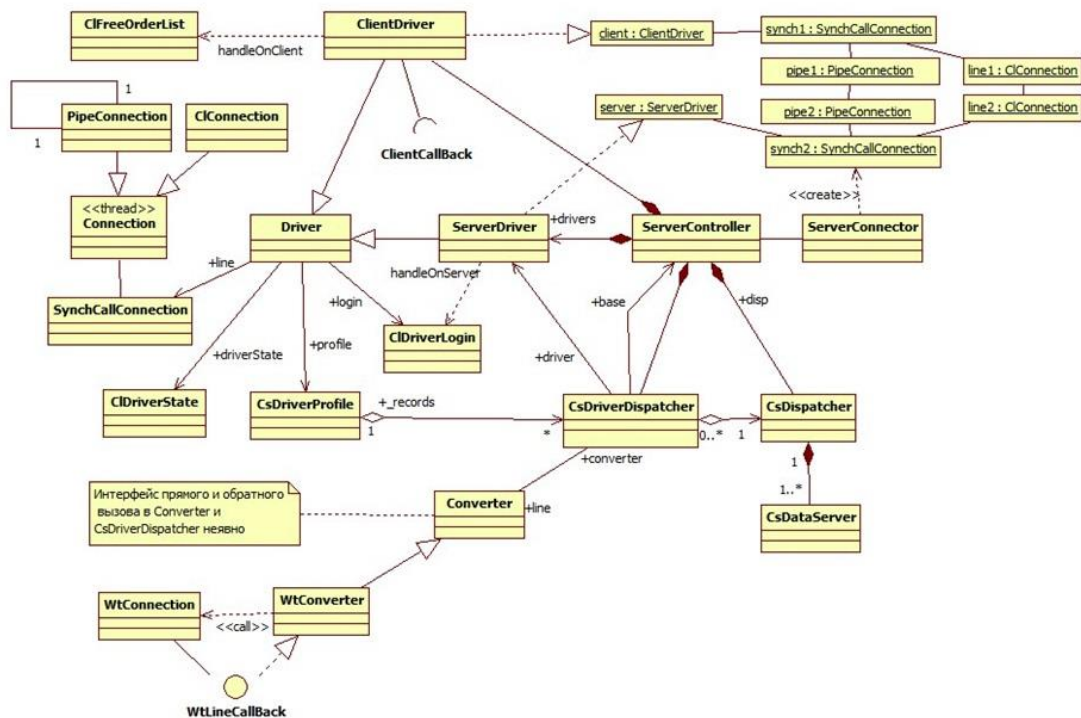 ClFreeOrderList
handleOnClient
ClientDriver
client : ClientDriver
synch1 : SynchCallConnection
pipe1 : PipeConnection
line1 : ClConnection
1
PipeConnection
1
ClConnection
ClientCallBack
server : ServerDriver
pipe2 : PipeConnection
line2 : ClConnection
synch2 : SynchCallConnection
<<create>>
<<thread>>
Connection
Driver
ServerDriver
+drivers
ServerController
ServerConnector
handleOnServer
+line
+login
+base
+disp
SynchCallConnection
ClDriverLogin
+driverState
+profile
+driver
ClDriverState
CsDriverProfile
+_records
1
*
CsDriverDispatcher
0..*
1
CsDispatcher
+converter
1
1..*
CsDataServer
Интерфейс прямого и обратного
вызова в Converter и
CsDriverDispatcher неявно
Converter
+line
WtConnection
<<call>>
WtConverter
WtLineCallBack